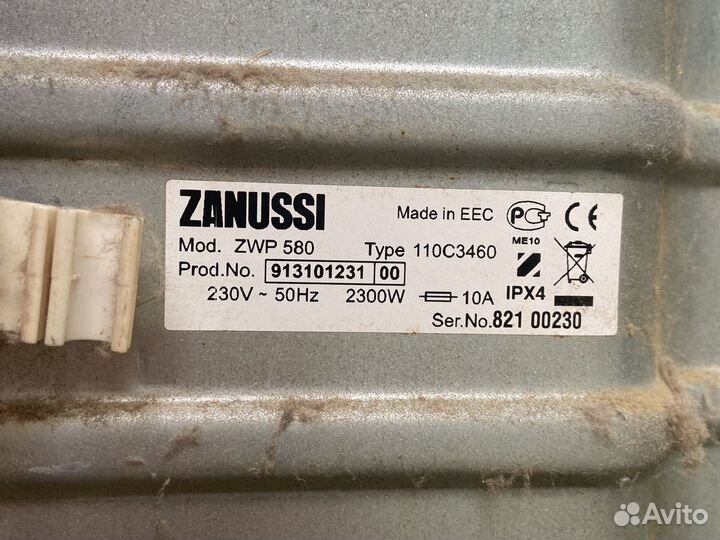 ZANUSSI
Made in EEC
Mod. ZWP 580 Type 110C3460
ME10
Prod.No. 913101231 00
230V ~ 50Hz 2300W 10A
IPX4
Ser.No.821 00230
Avito